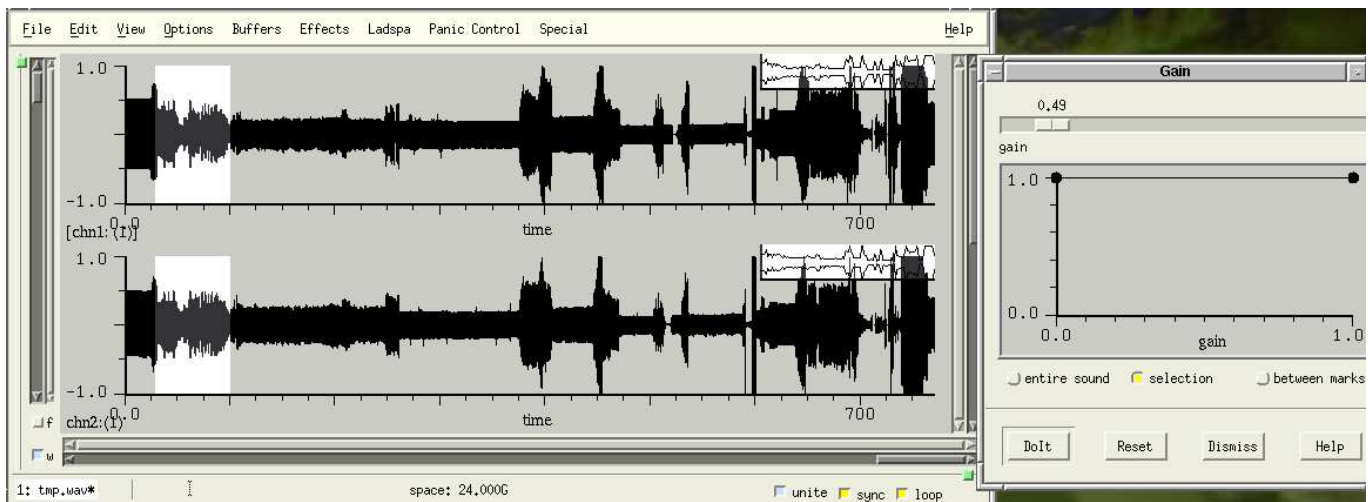 File Edit View Options Buffers Effects Ladspa Panic Control Special Help
1.0
-1.0
0.0
700
time
[chn1: (1)]
1.0
-1.0
0.0
700
time
chn2:(1)
f
w
1: tmp.wav*
space: 24.000G
unite sync loop
Gain
0.49
gain
1.0
0.0
0.0
1.0
gain
entire sound selection between marks
DoIt Reset Dismiss Help